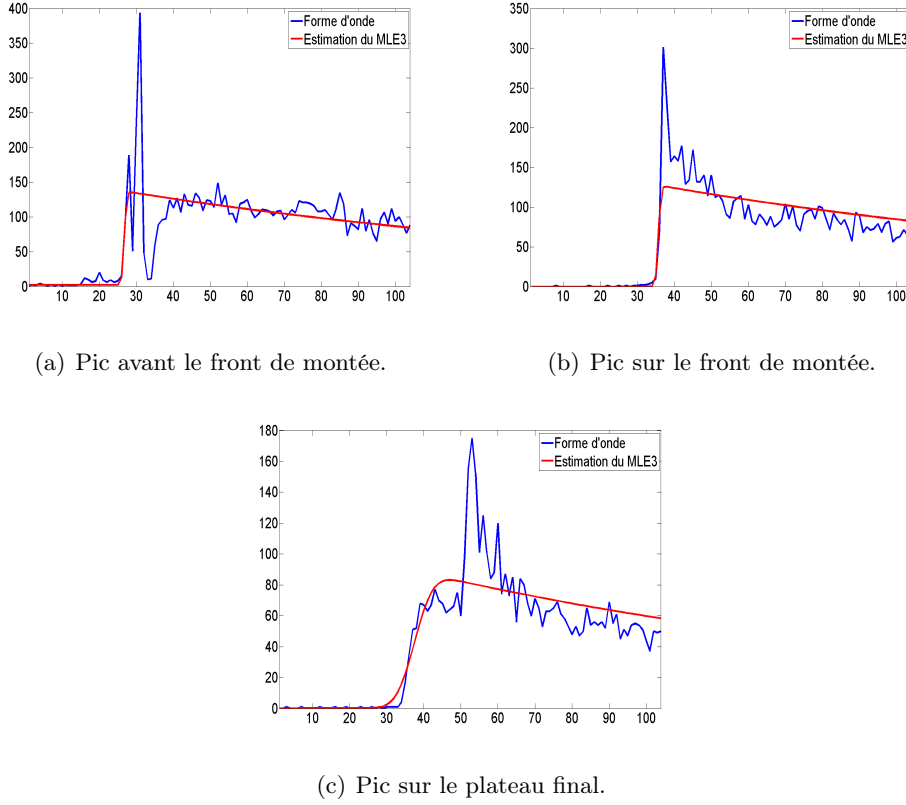 400
350
300
250
200
150
100
50
0
10 20 30 40 50 60 70 80 90 100
Forme d'onde
Estimation du MLE3
(a) Pic avant le front de montée.
350
300
250
200
150
100
50
0
10 20 30 40 50 60 70 80 90 100
Forme d'onde
Estimation du MLE3
(b) Pic sur le front de montée.
180
160
140
120
100
80
60
40
20
0
10 20 30 40 50 60 70 80 90 100
Forme d'onde
Estimation du MLE3
(c) Pic sur le plateau final.